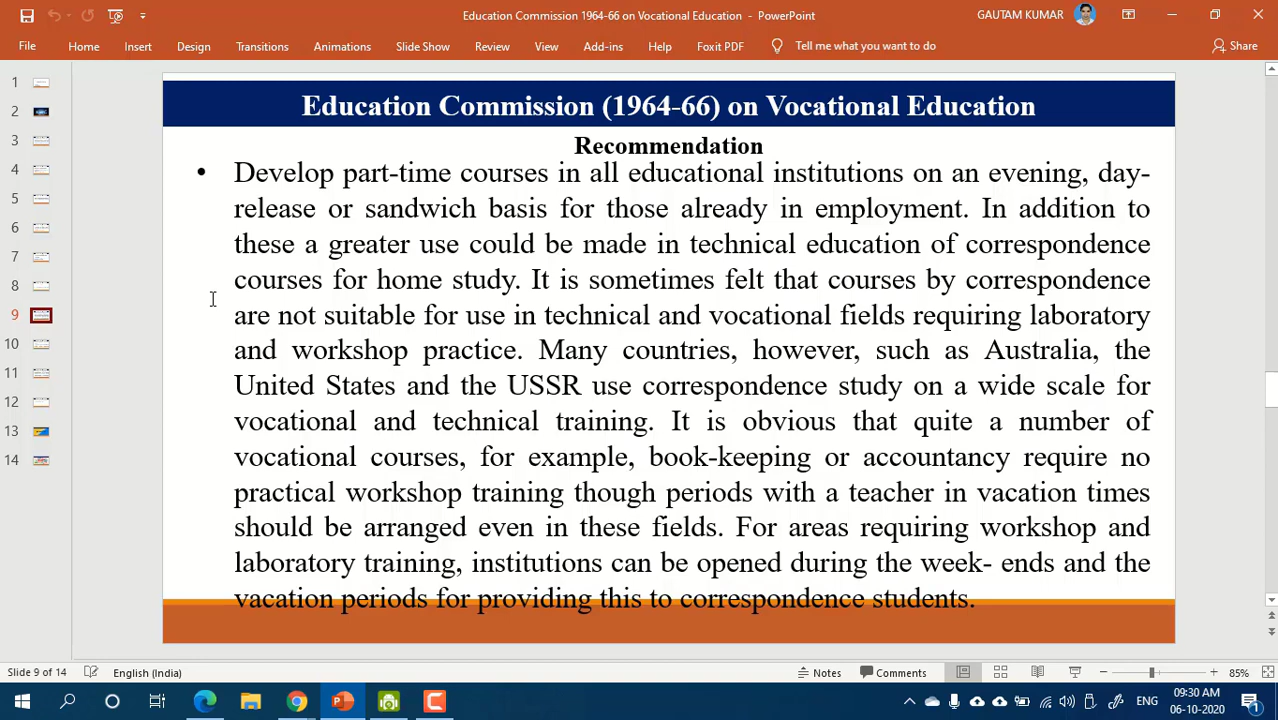 Education Commission 1964-66 on Vocational Education - PowerPoint
GAUTAM KUMAR
File Home Insert Design Transitions Animations Slide Show Review View Add-ins Help Foxit PDF Tell me what you want to do Share
1
2
3
4
5
6
7
8
9
10
11
12
13
14
Education Commission (1964-66) on Vocational Education
Recommendation
• Develop part-time courses in all educational institutions on an evening, day-
release or sandwich basis for those already in employment. In addition to
these a greater use could be made in technical education of correspondence
courses for home study. It is sometimes felt that courses by correspondence
are not suitable for use in technical and vocational fields requiring laboratory
and workshop practice. Many countries, however, such as Australia, the
United States and the USSR use correspondence study on a wide scale for
vocational and technical training. It is obvious that quite a number of
vocational courses, for example, book-keeping or accountancy require no
practical workshop training though periods with a teacher in vacation times
should be arranged even in these fields. For areas requiring workshop and
laboratory training, institutions can be opened during the week- ends and the
vacation periods for providing this to correspondence students.
Slide 9 of 14 English (India) Notes Comments 85%
ENG 09:30 AM
06-10-2020
1